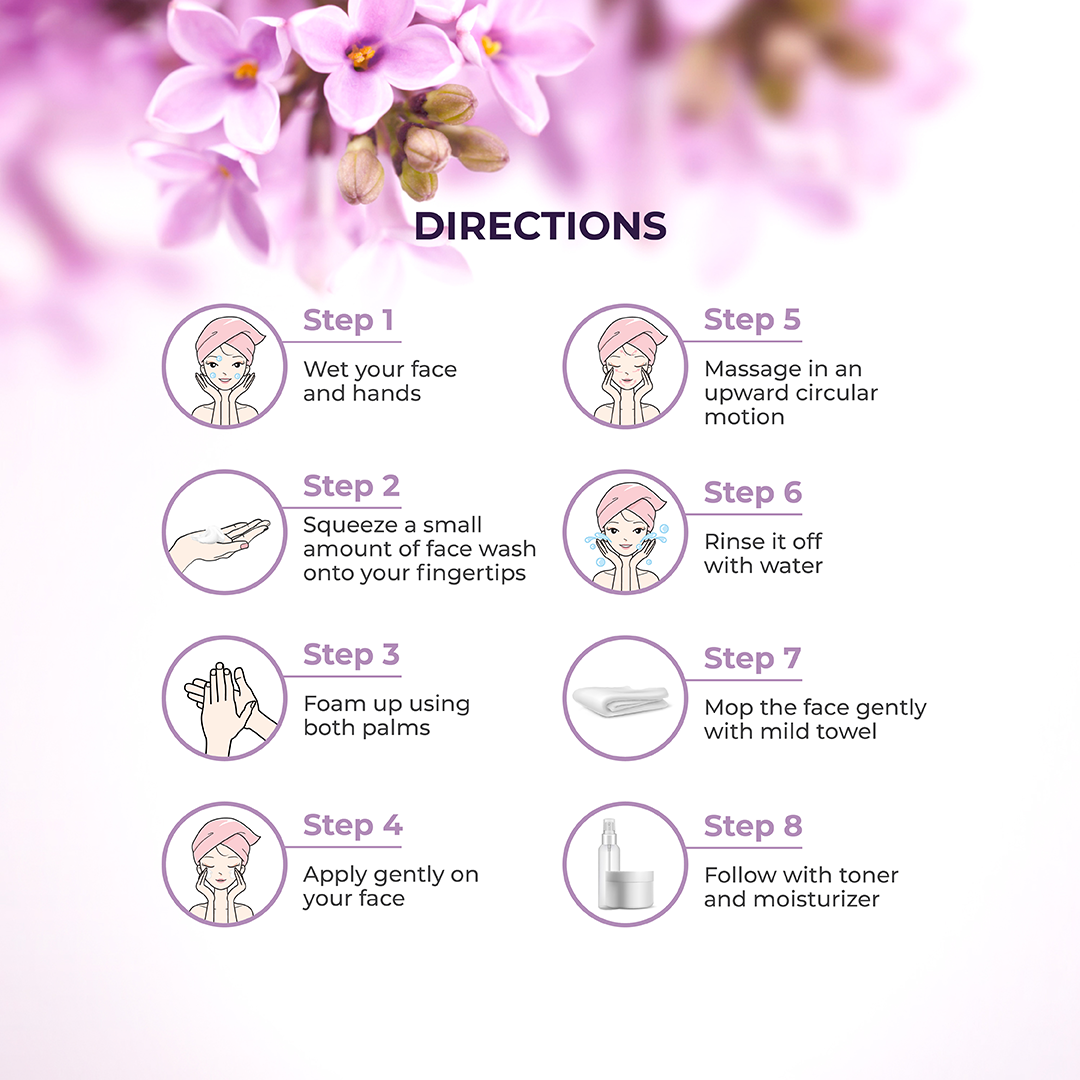 DIRECTIONS
Step 1
Wet your face
and hands
Step 2
Squeeze a small
amount of face wash
onto your fingertips
Step 3
Foam up using
both palms
Step 4
Apply gently on
your face
Step 5
Massage in an
upward circular
motion
Step 6
Rinse it off
with water
Step 7
Mop the face gently
with mild towel
Step 8
Follow with toner
and moisturizer